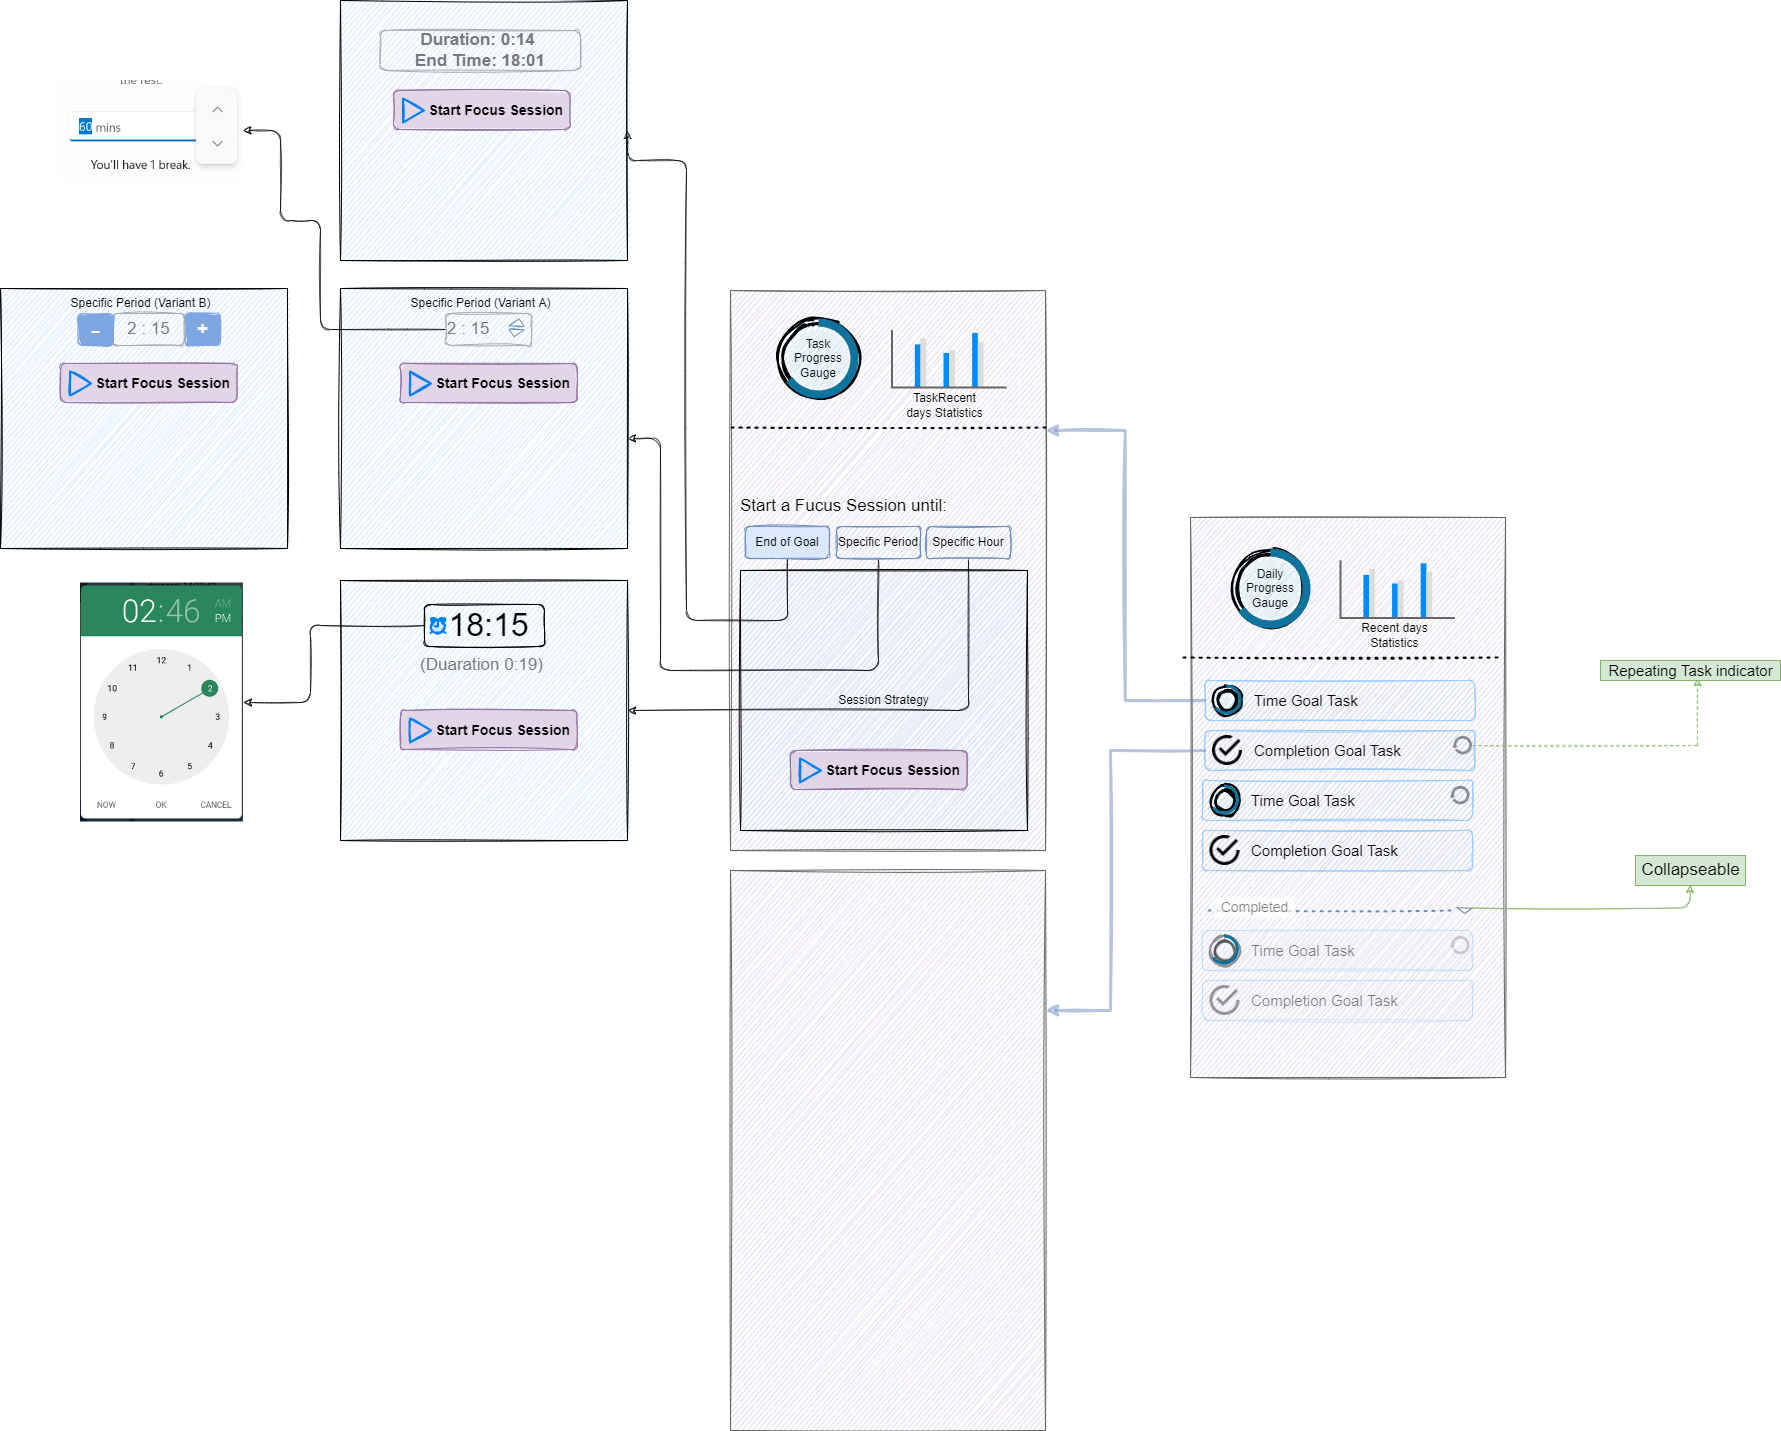 Duration: 0:14
End Time: 18:01
Start Focus Session
60 mins
You'll have 1 break.
Specific Period (Variant B)
- 2 : 15 +
Start Focus Session
Specific Period (Variant A)
2 : 15
Start Focus Session
02:46 AM
PM
12
1
2
3
4
5
6
7
8
9
10
11
NOW OK CANCEL
18:15
(Duaration 0:19)
Start Focus Session
Task
Progress
Gauge
TaskRecent
days Statistics
Start a Fucus Session until:
End of Goal
Specific Period
Specific Hour
Session Strategy
Start Focus Session
Daily
Progress
Gauge
Recent days
Statistics
Time Goal Task
Completion Goal Task
Time Goal Task
Completion Goal Task
Completed
Time Goal Task
Completion Goal Task
Repeating Task indicator
Collapseable